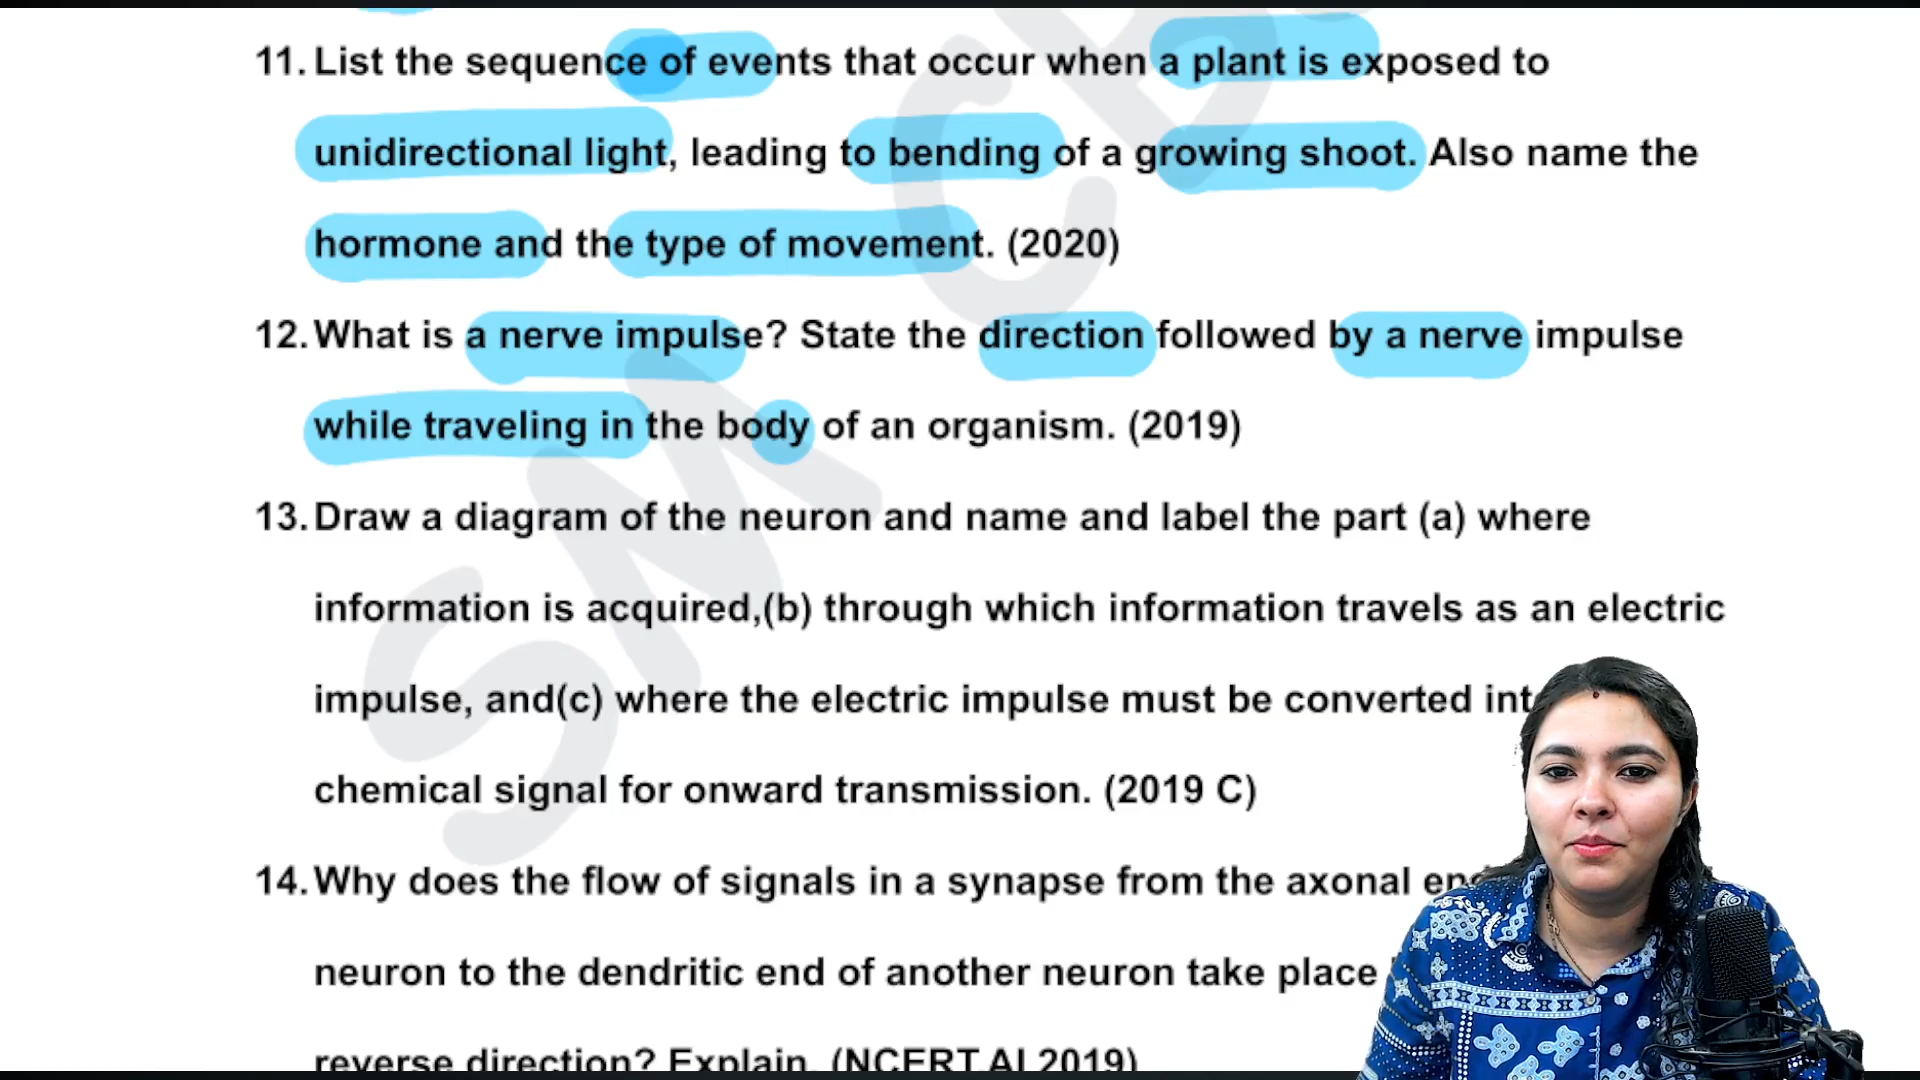 11. List the sequence of events that occur when a plant is exposed to
unidirectional light, leading to bending of a growing shoot. Also name the
hormone and the type of movement. (2020)
12. What is a nerve impulse? State the direction followed by a nerve impulse
while traveling in the body of an organism. (2019)
13. Draw a diagram of the neuron and name and label the part (a) where
information is acquired,(b) through which information travels as an electric
impulse, and(c) where the electric impulse must be converted
chemical signal for onward transmission. (2019 C)
14. Why does the flow of signals in a synapse from the axonal
neuron to the dendritic end of another neuron take place
reverse direction? Explain. (NCERT, AI 2019)
SM